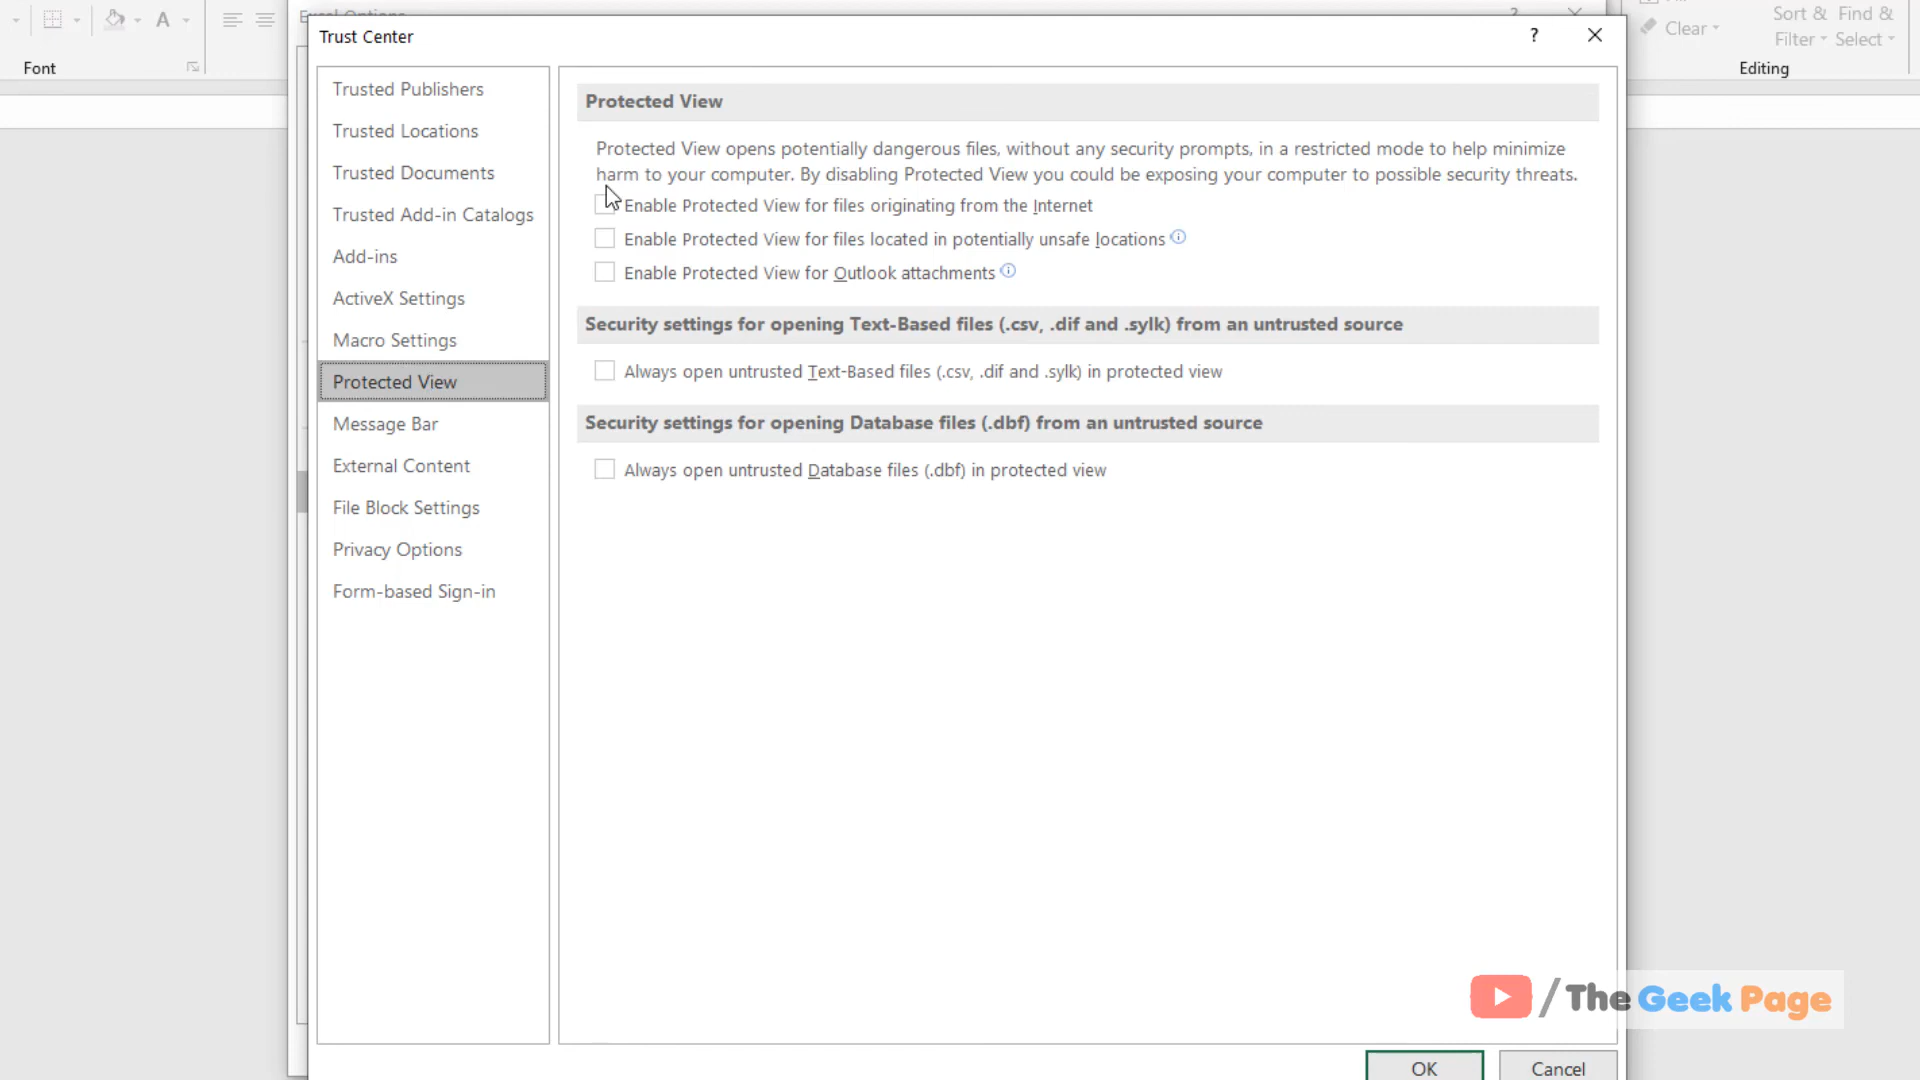 Excel Options
?
Sort & Find &
Clear
Filter Select
Trust Center
?
Font
Editing
Trusted Publishers
Trusted Locations
Trusted Documents
Trusted Add-in Catalogs
Add-ins
ActiveX Settings
Macro Settings
Protected View
Message Bar
External Content
File Block Settings
Privacy Options
Form-based Sign-in
Protected View
Protected View opens potentially dangerous files, without any security prompts, in a restricted mode to help minimize
harm to your computer. By disabling Protected View you could be exposing your computer to possible security threats.
Enable Protected View for files originating from the Internet
Enable Protected View for files located in potentially unsafe locations
Enable Protected View for Outlook attachments
Security settings for opening Text-Based files (.csv, .dif and .sylk) from an untrusted source
Always open untrusted Text-Based files (.csv, .dif and .sylk) in protected view
Security settings for opening Database files (.dbf) from an untrusted source
Always open untrusted Database files (.dbf) in protected view
/The Geek Page
OK
Cancel